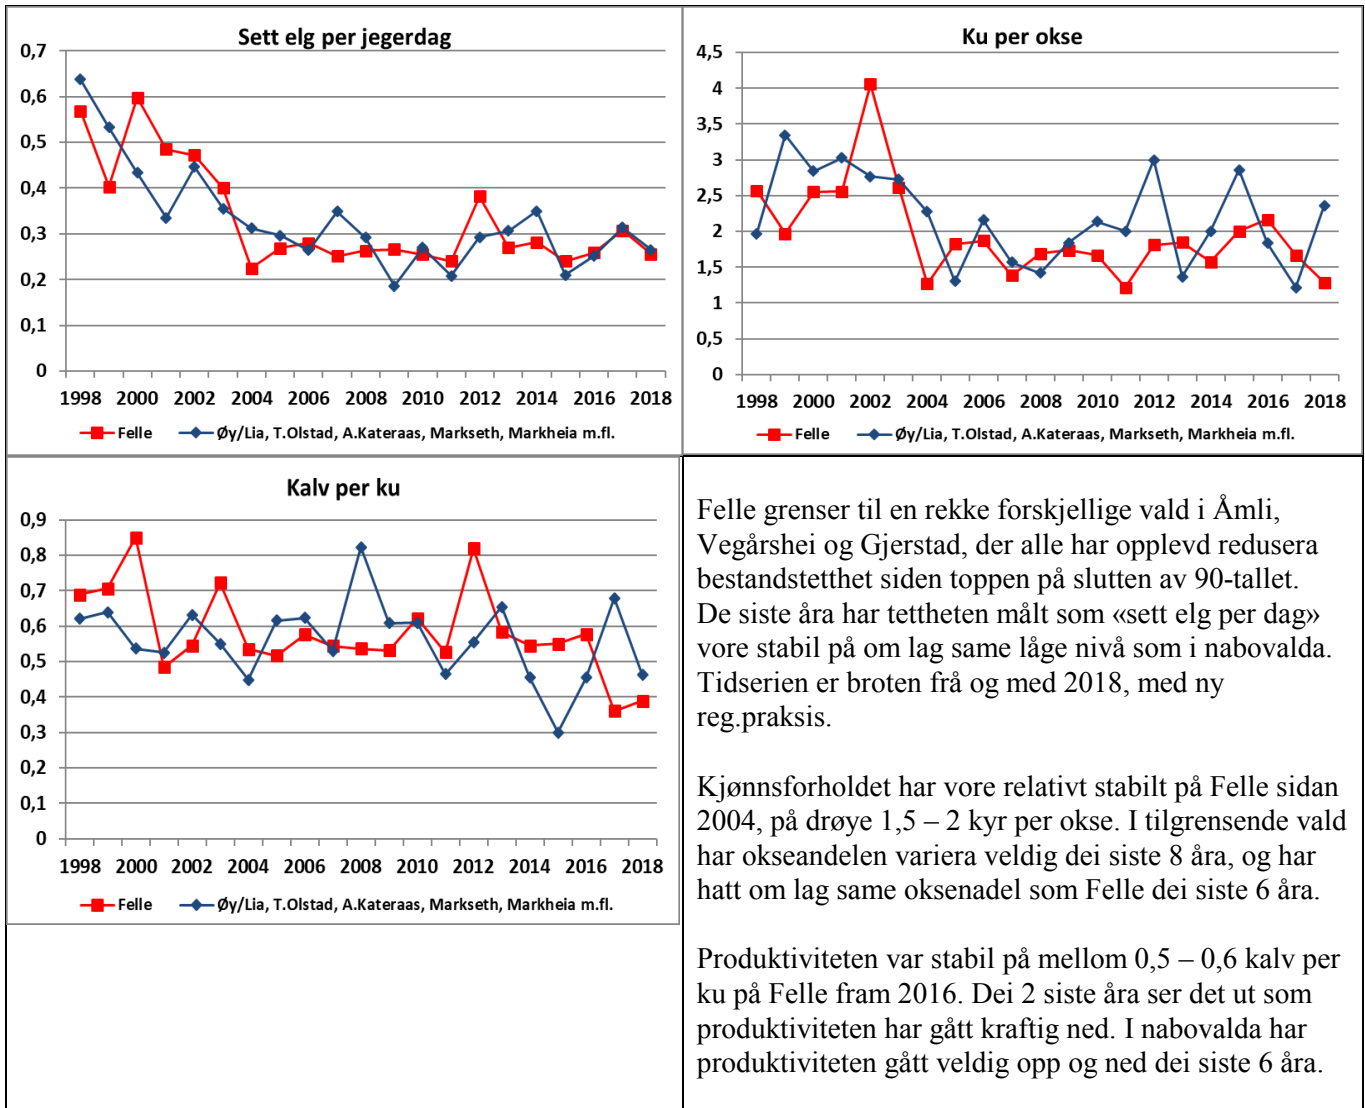 Sett elg per jegerdag
0,7
0,6
0,5
0,4
0,3
0,2
0,1
0
1998 2000 2002 2004 2006 2008 2010 2012 2014 2016 2018
Felle Øy/Lia, T.Olstad, A.Kateraas, Markseth, Markheia m.fl.
Ku per okse
4,5
4
3,5
3
2,5
2
1,5
1
0,5
0
1998 2000 2002 2004 2006 2008 2010 2012 2014 2016 2018
Felle Øy/Lia, T.Olstad, A.Kateraas, Markseth, Markheia m.fl.
Kalv per ku
0,9
0,8
0,7
0,6
0,5
0,4
0,3
0,2
0,1
0
1998 2000 2002 2004 2006 2008 2010 2012 2014 2016 2018
Felle Øy/Lia, T.Olstad, A.Kateraas, Markseth, Markheia m.fl.
Felle grenser til en rekke forskjellige vald i Åmli,
Vegårshei og Gjerstad, der alle har opplevd redusera
bestandstetthet siden toppen på slutten av 90-tallet.
De siste åra har tettheten målt som «sett elg per dag»
vore stabil på om lag same låge nivå som i nabovalda.
Tidserien er broten frå og med 2018, med ny
reg.praksis.
Kjønnsforholdet har vore relativt stabilt på Felle sidan
2004, på drøye 1,5 – 2 kyr per okse. I tilgrensende vald
har okseandelen variera veldig dei siste 8 åra, og har
hatt om lag same oksenadel som Felle dei siste 6 åra.
Produktiviteten var stabil på mellom 0,5 – 0,6 kalv per
ku på Felle fram 2016. Dei 2 siste åra ser det ut som
produktiviteten har gått kraftig ned. I nabovalda har
produktiviteten gått veldig opp og ned dei siste 6 åra.